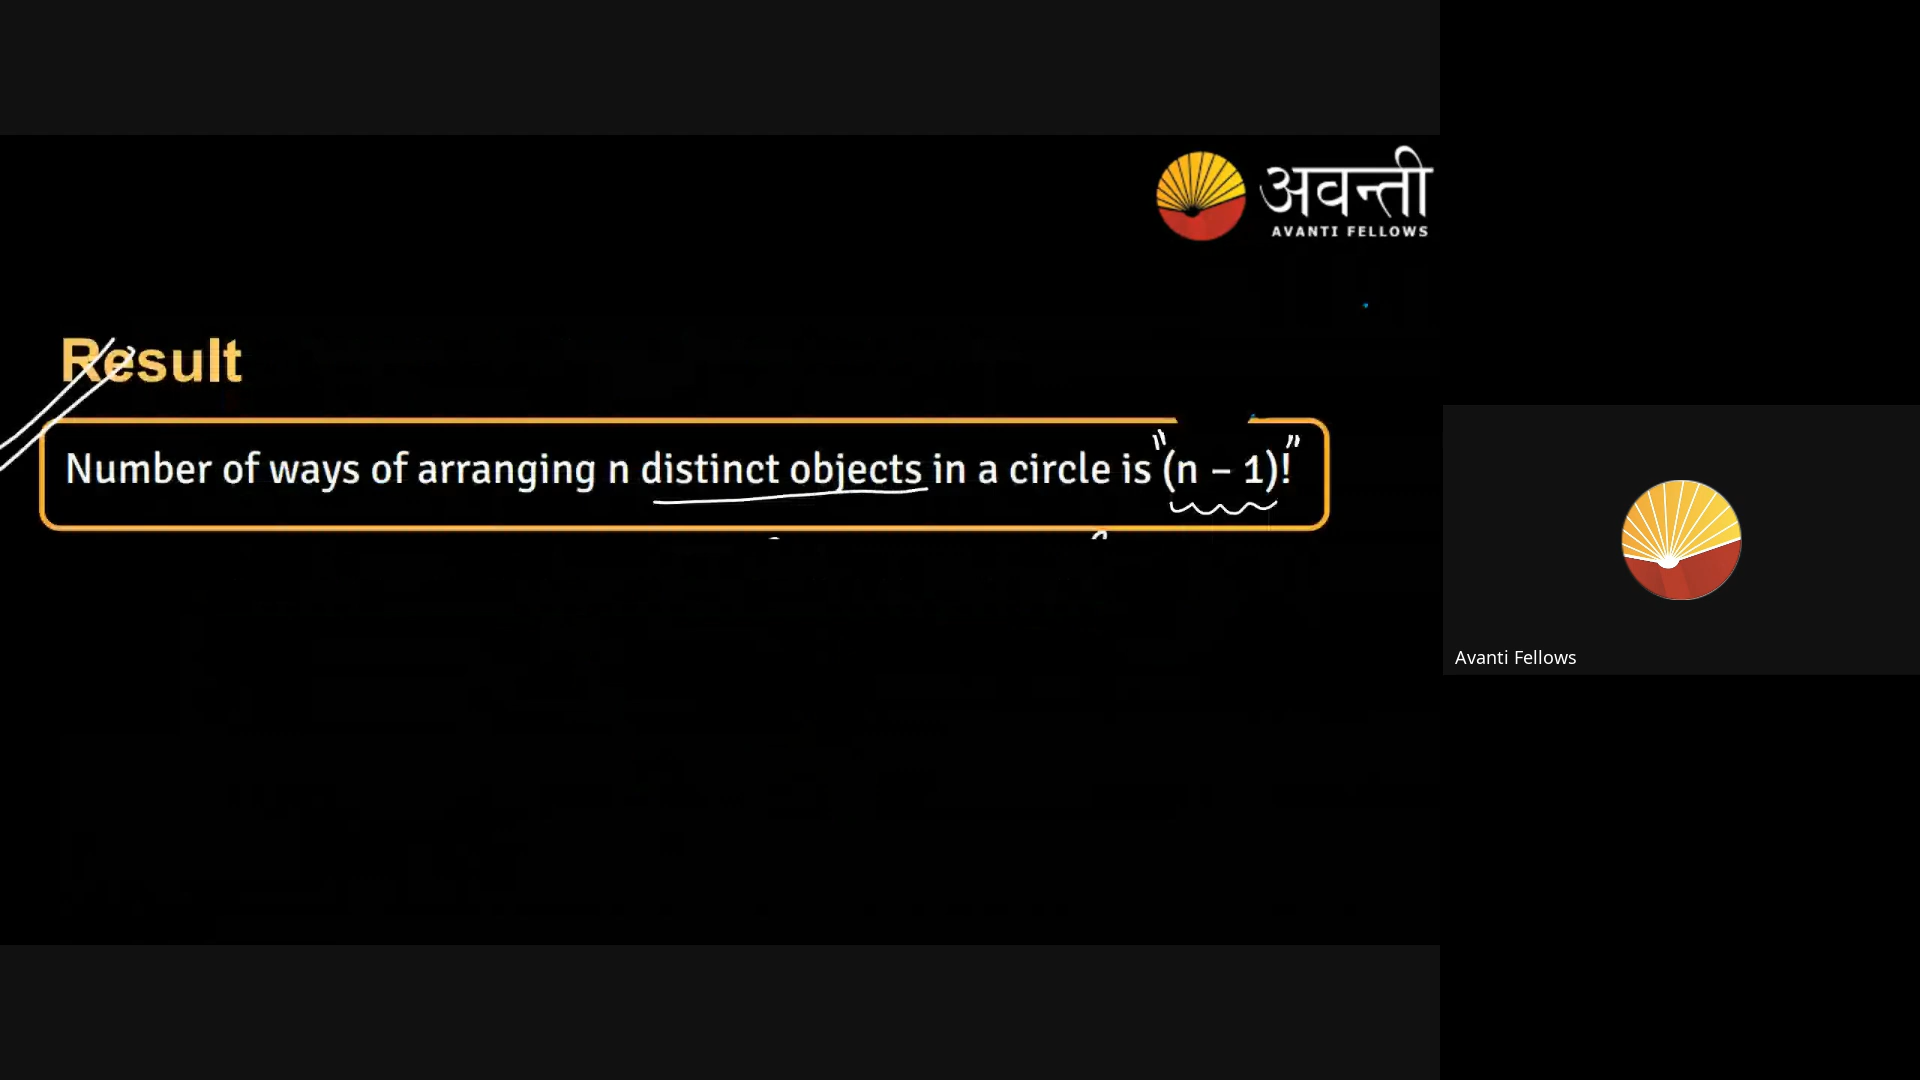 अवन्ती
AVANTI FELLOWS
Result
Number of ways of arranging n distinct objects in a circle is "(n – 1)!"
Avanti Fellows